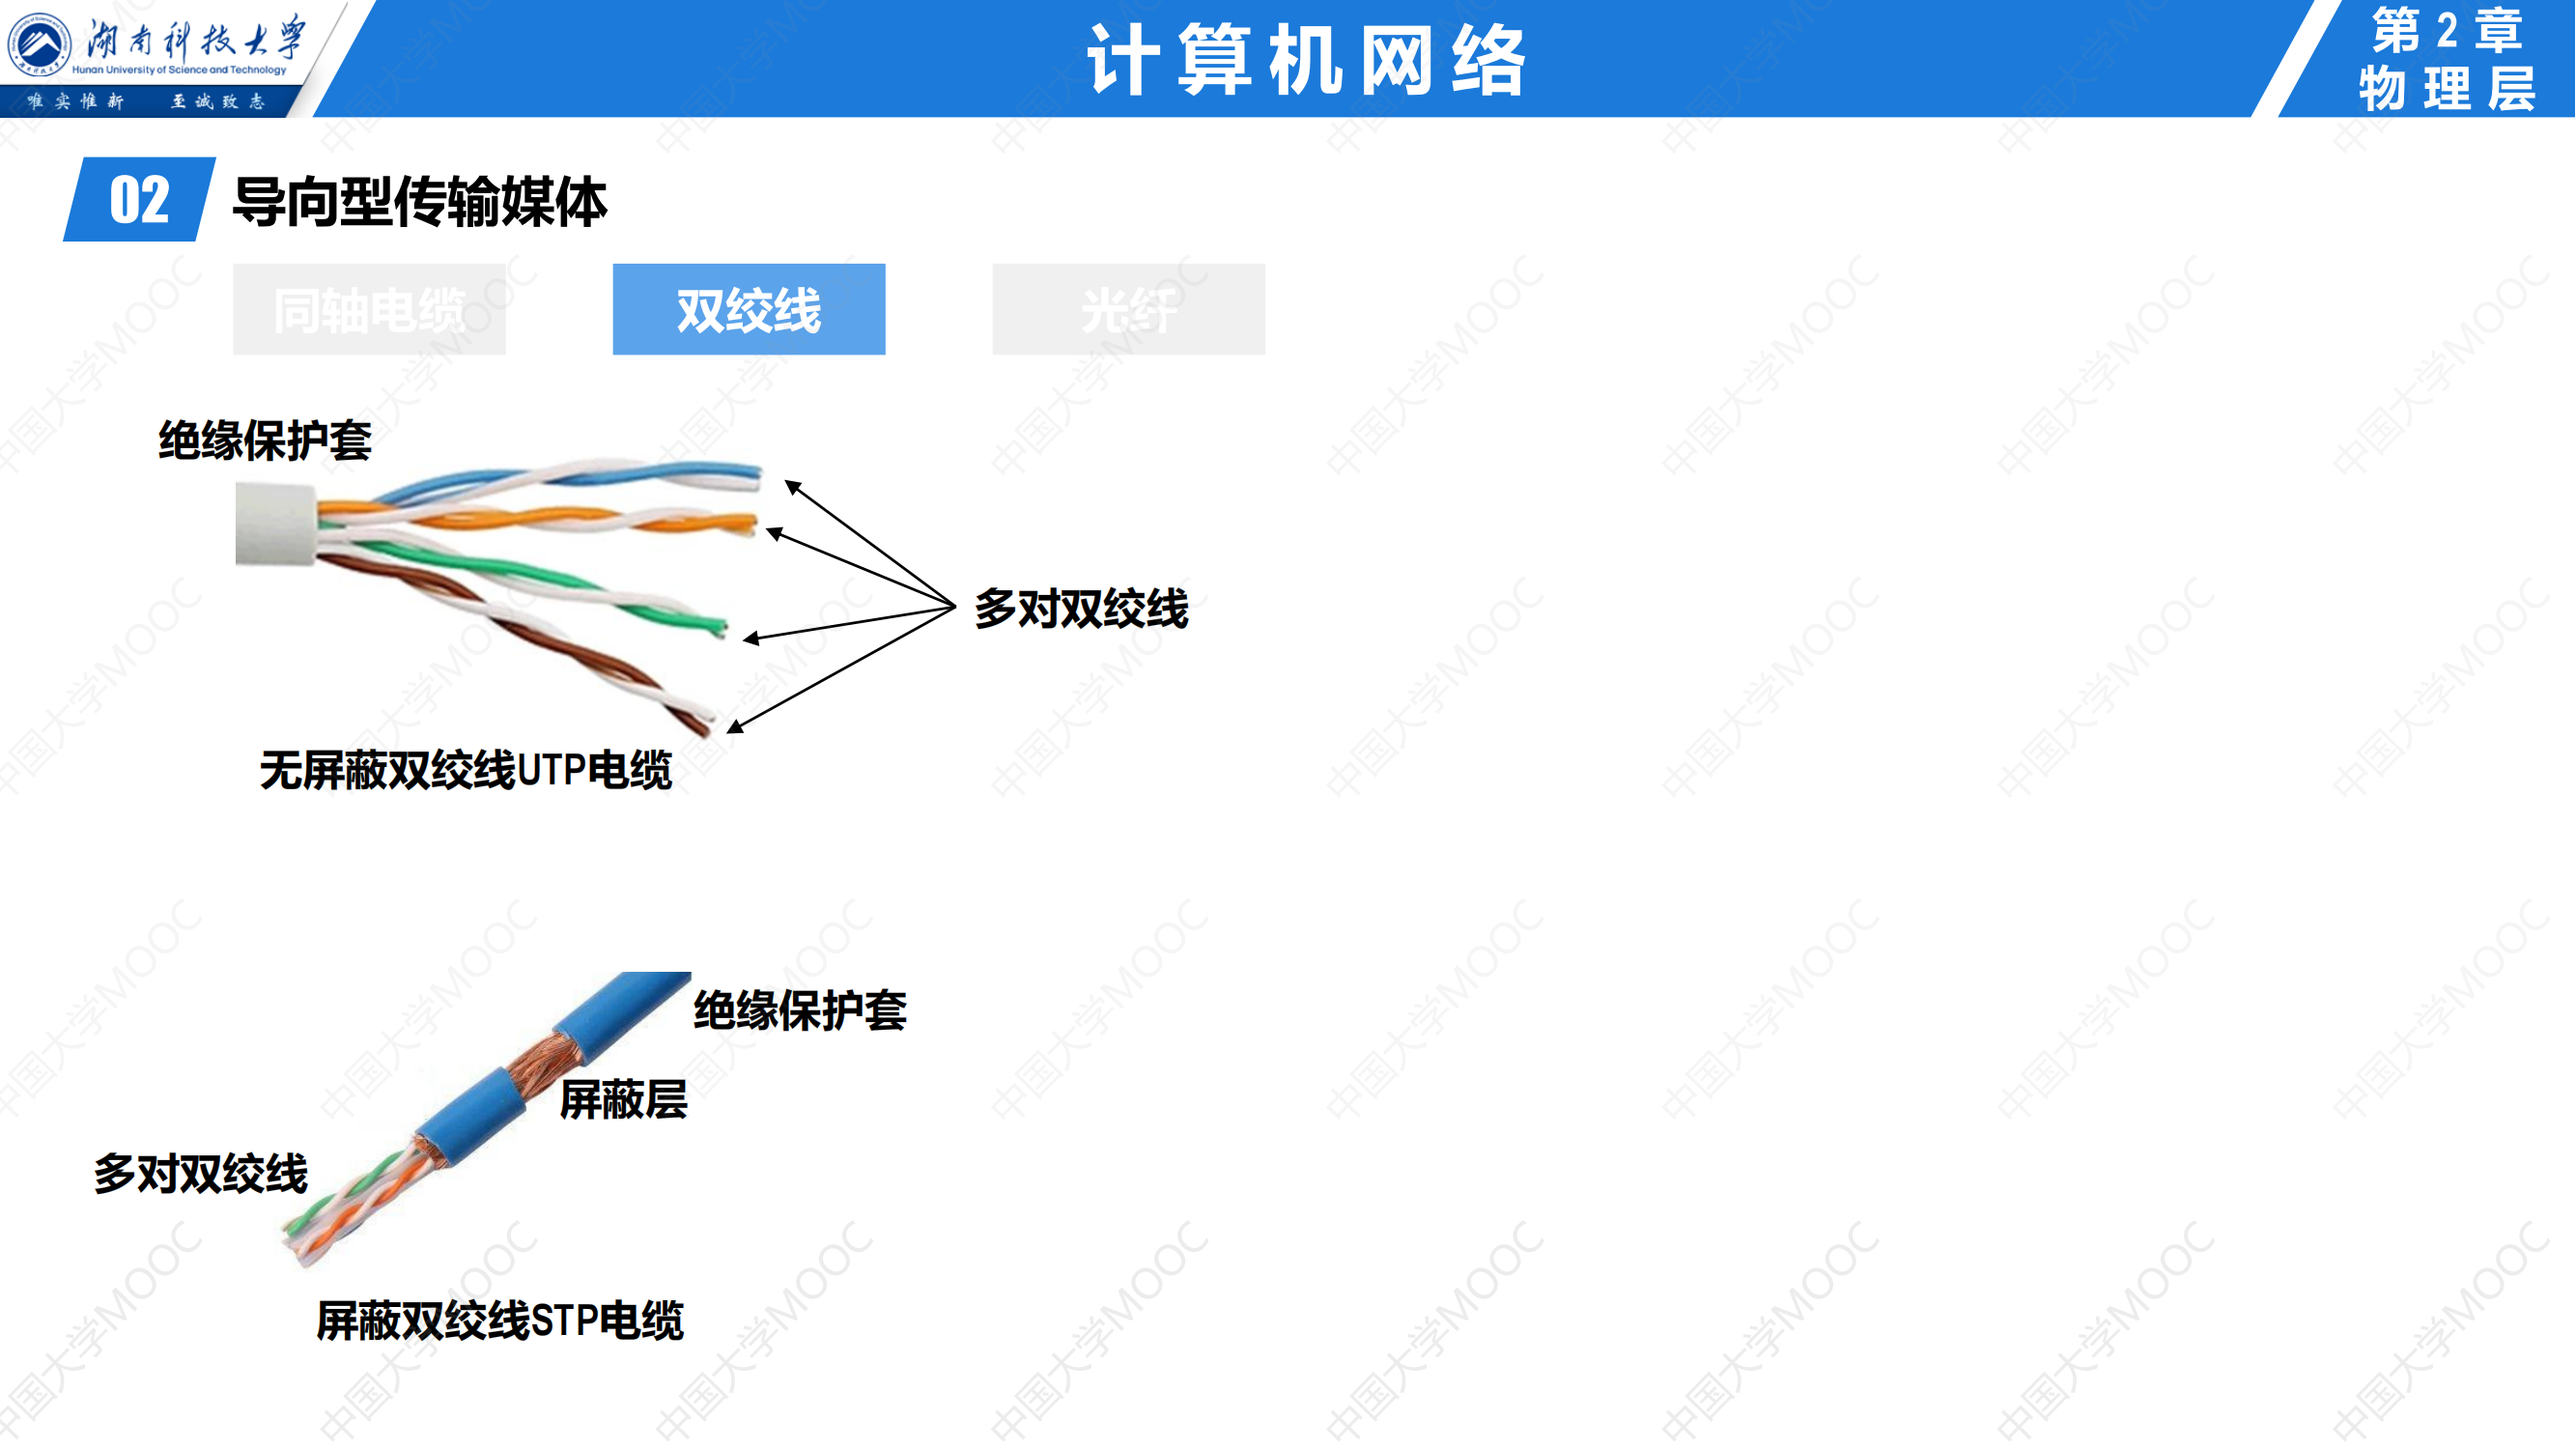 湖南科技大学
Hunan University of Science and Technology
唯实惟新 至诚致志
计算机网络
第2章
物理层
02 导向型传输媒体
同轴电缆 双绞线 光纤
绝缘保护套
多对双绞线
无屏蔽双绞线UTP电缆
绝缘保护套
屏蔽层
多对双绞线
屏蔽双绞线STP电缆
中国大学MOOC